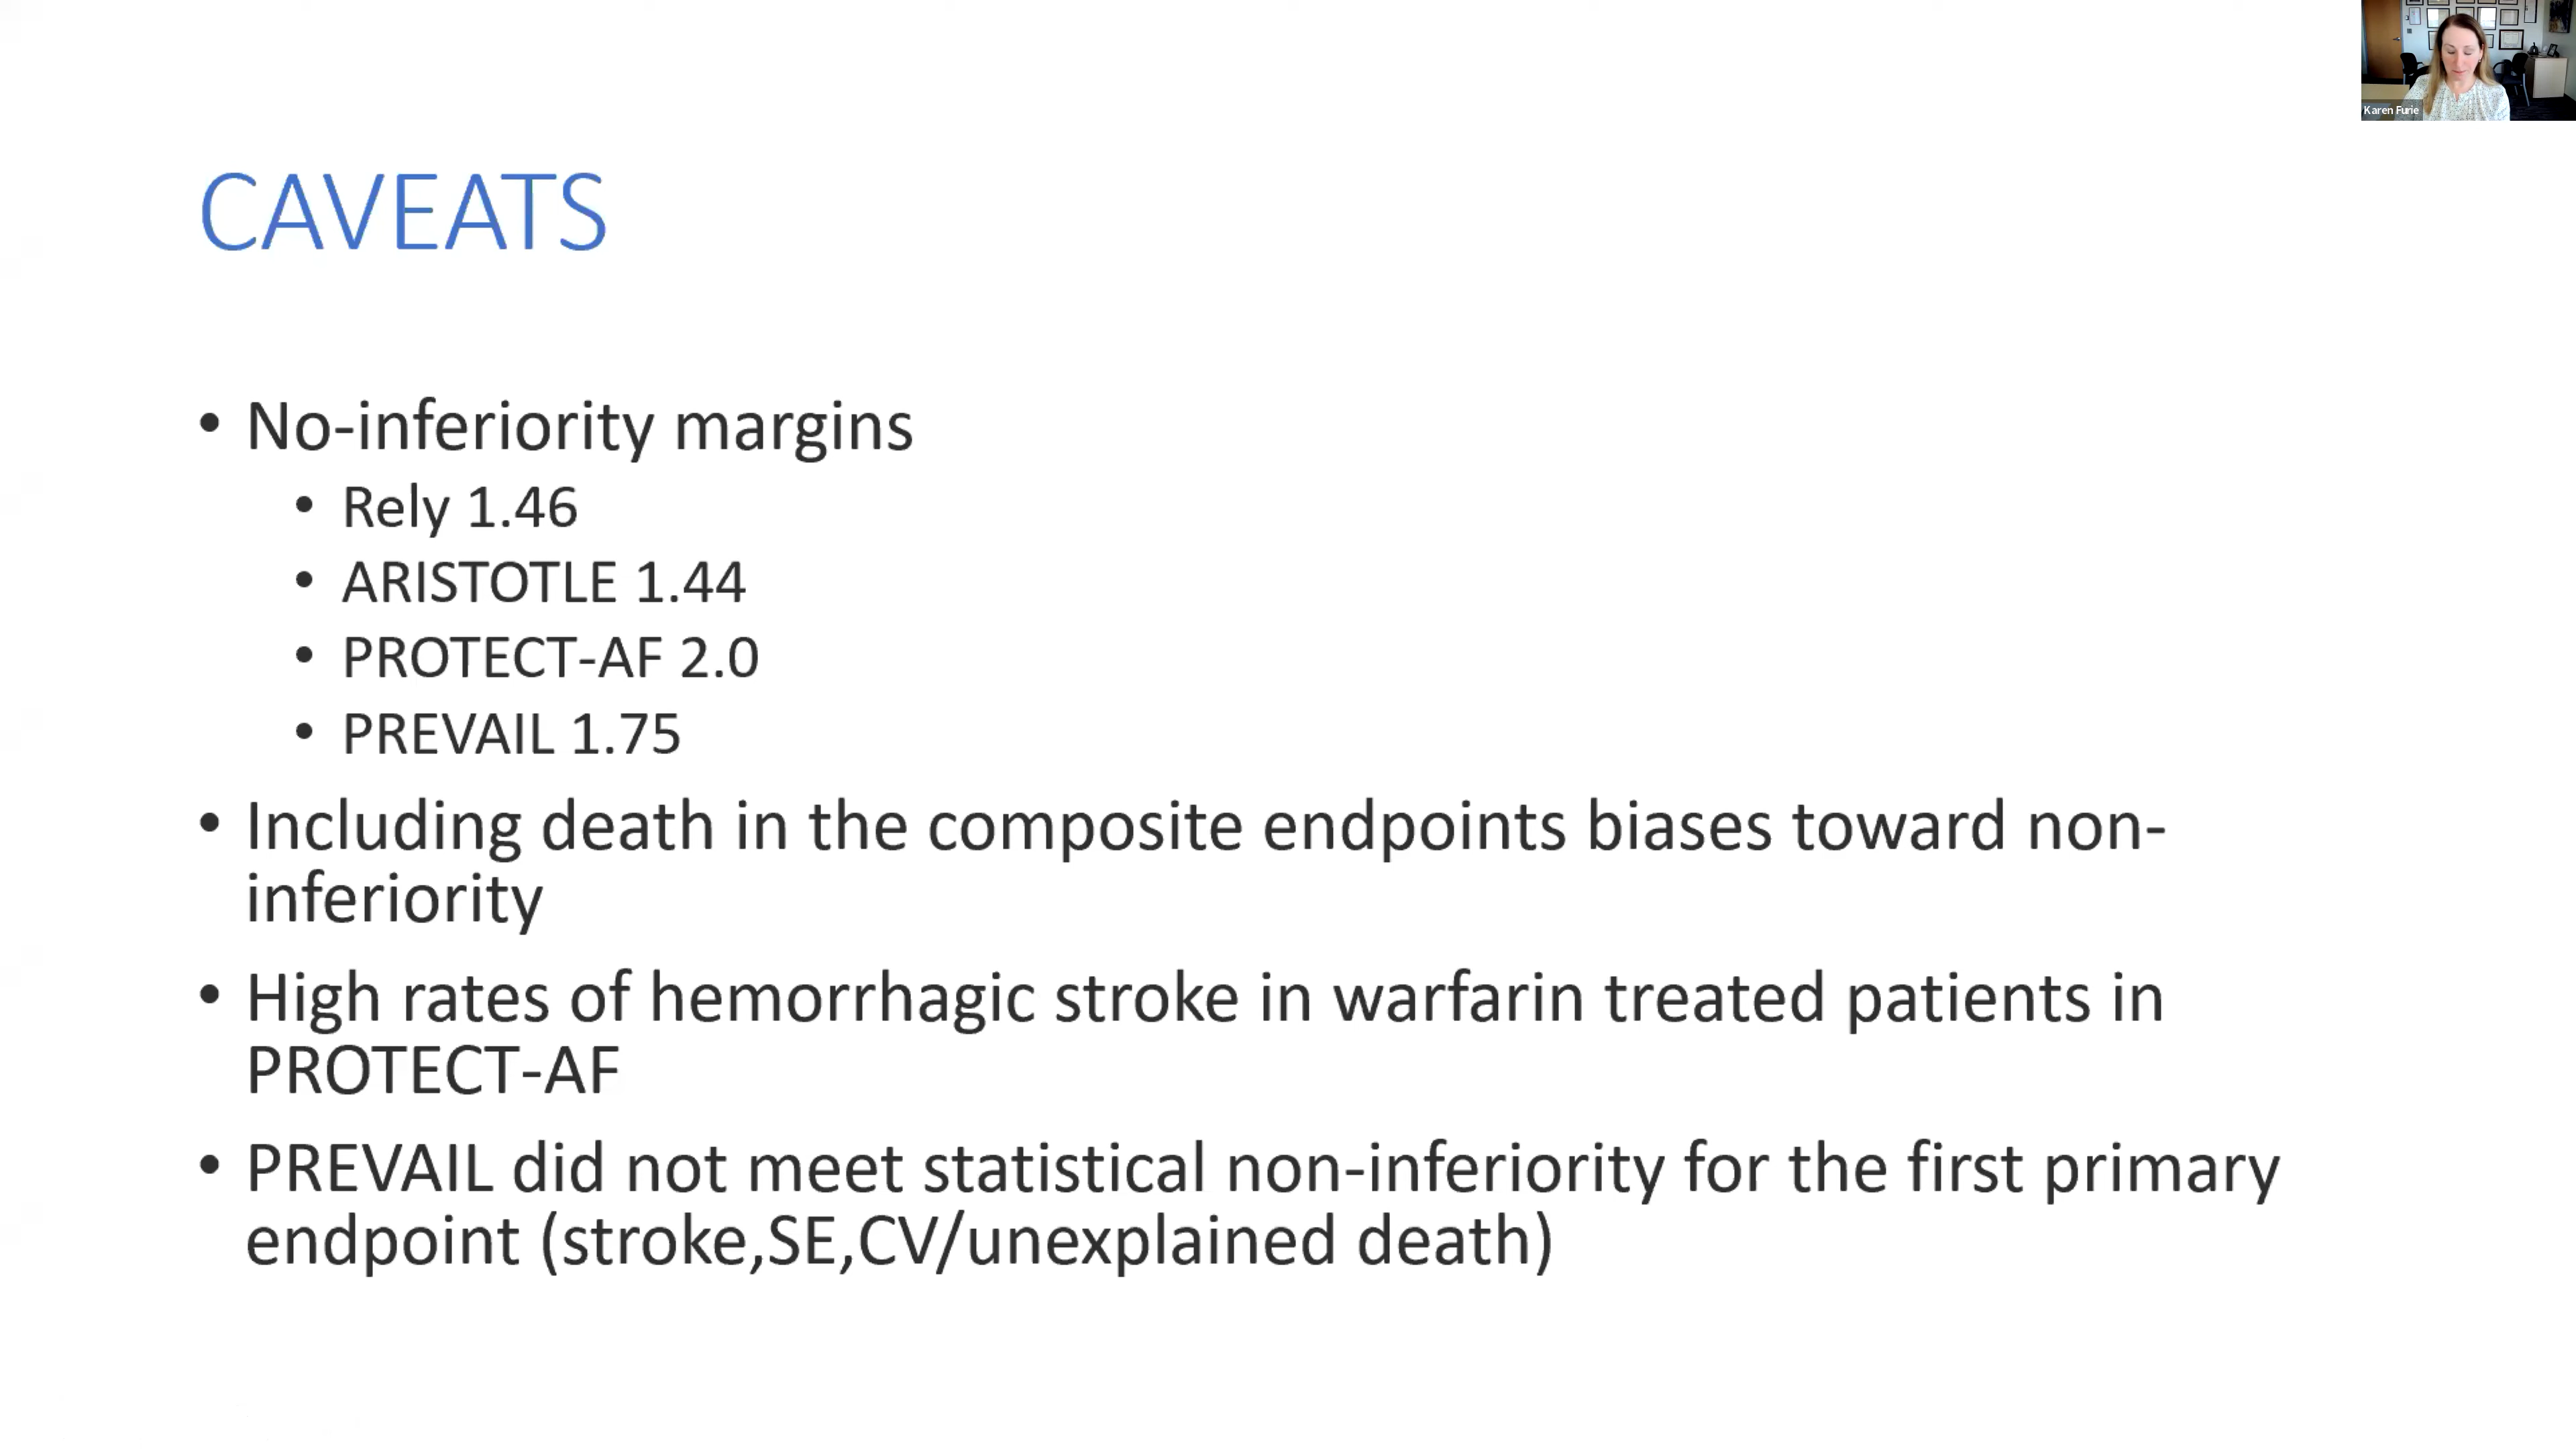 Karen Furie
CAVEATS
• No-inferiority margins
• Rely 1.46
• ARISTOTLE 1.44
• PROTECT-AF 2.0
• PREVAIL 1.75
• Including death in the composite endpoints biases toward non-
inferiority
• High rates of hemorrhagic stroke in warfarin treated patients in
PROTECT-AF
• PREVAIL did not meet statistical non-inferiority for the first primary
endpoint (stroke,SE,CV/unexplained death)